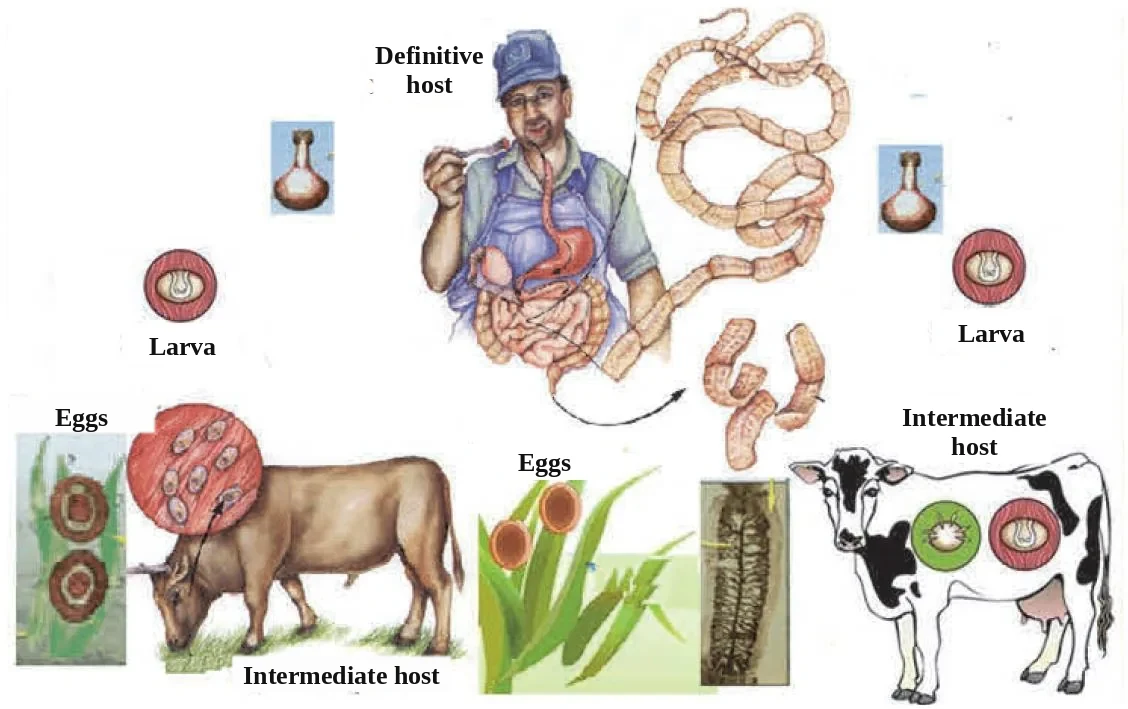 Definitive
host
Larva
Larva
Eggs
Intermediate
host
Eggs
Intermediate host